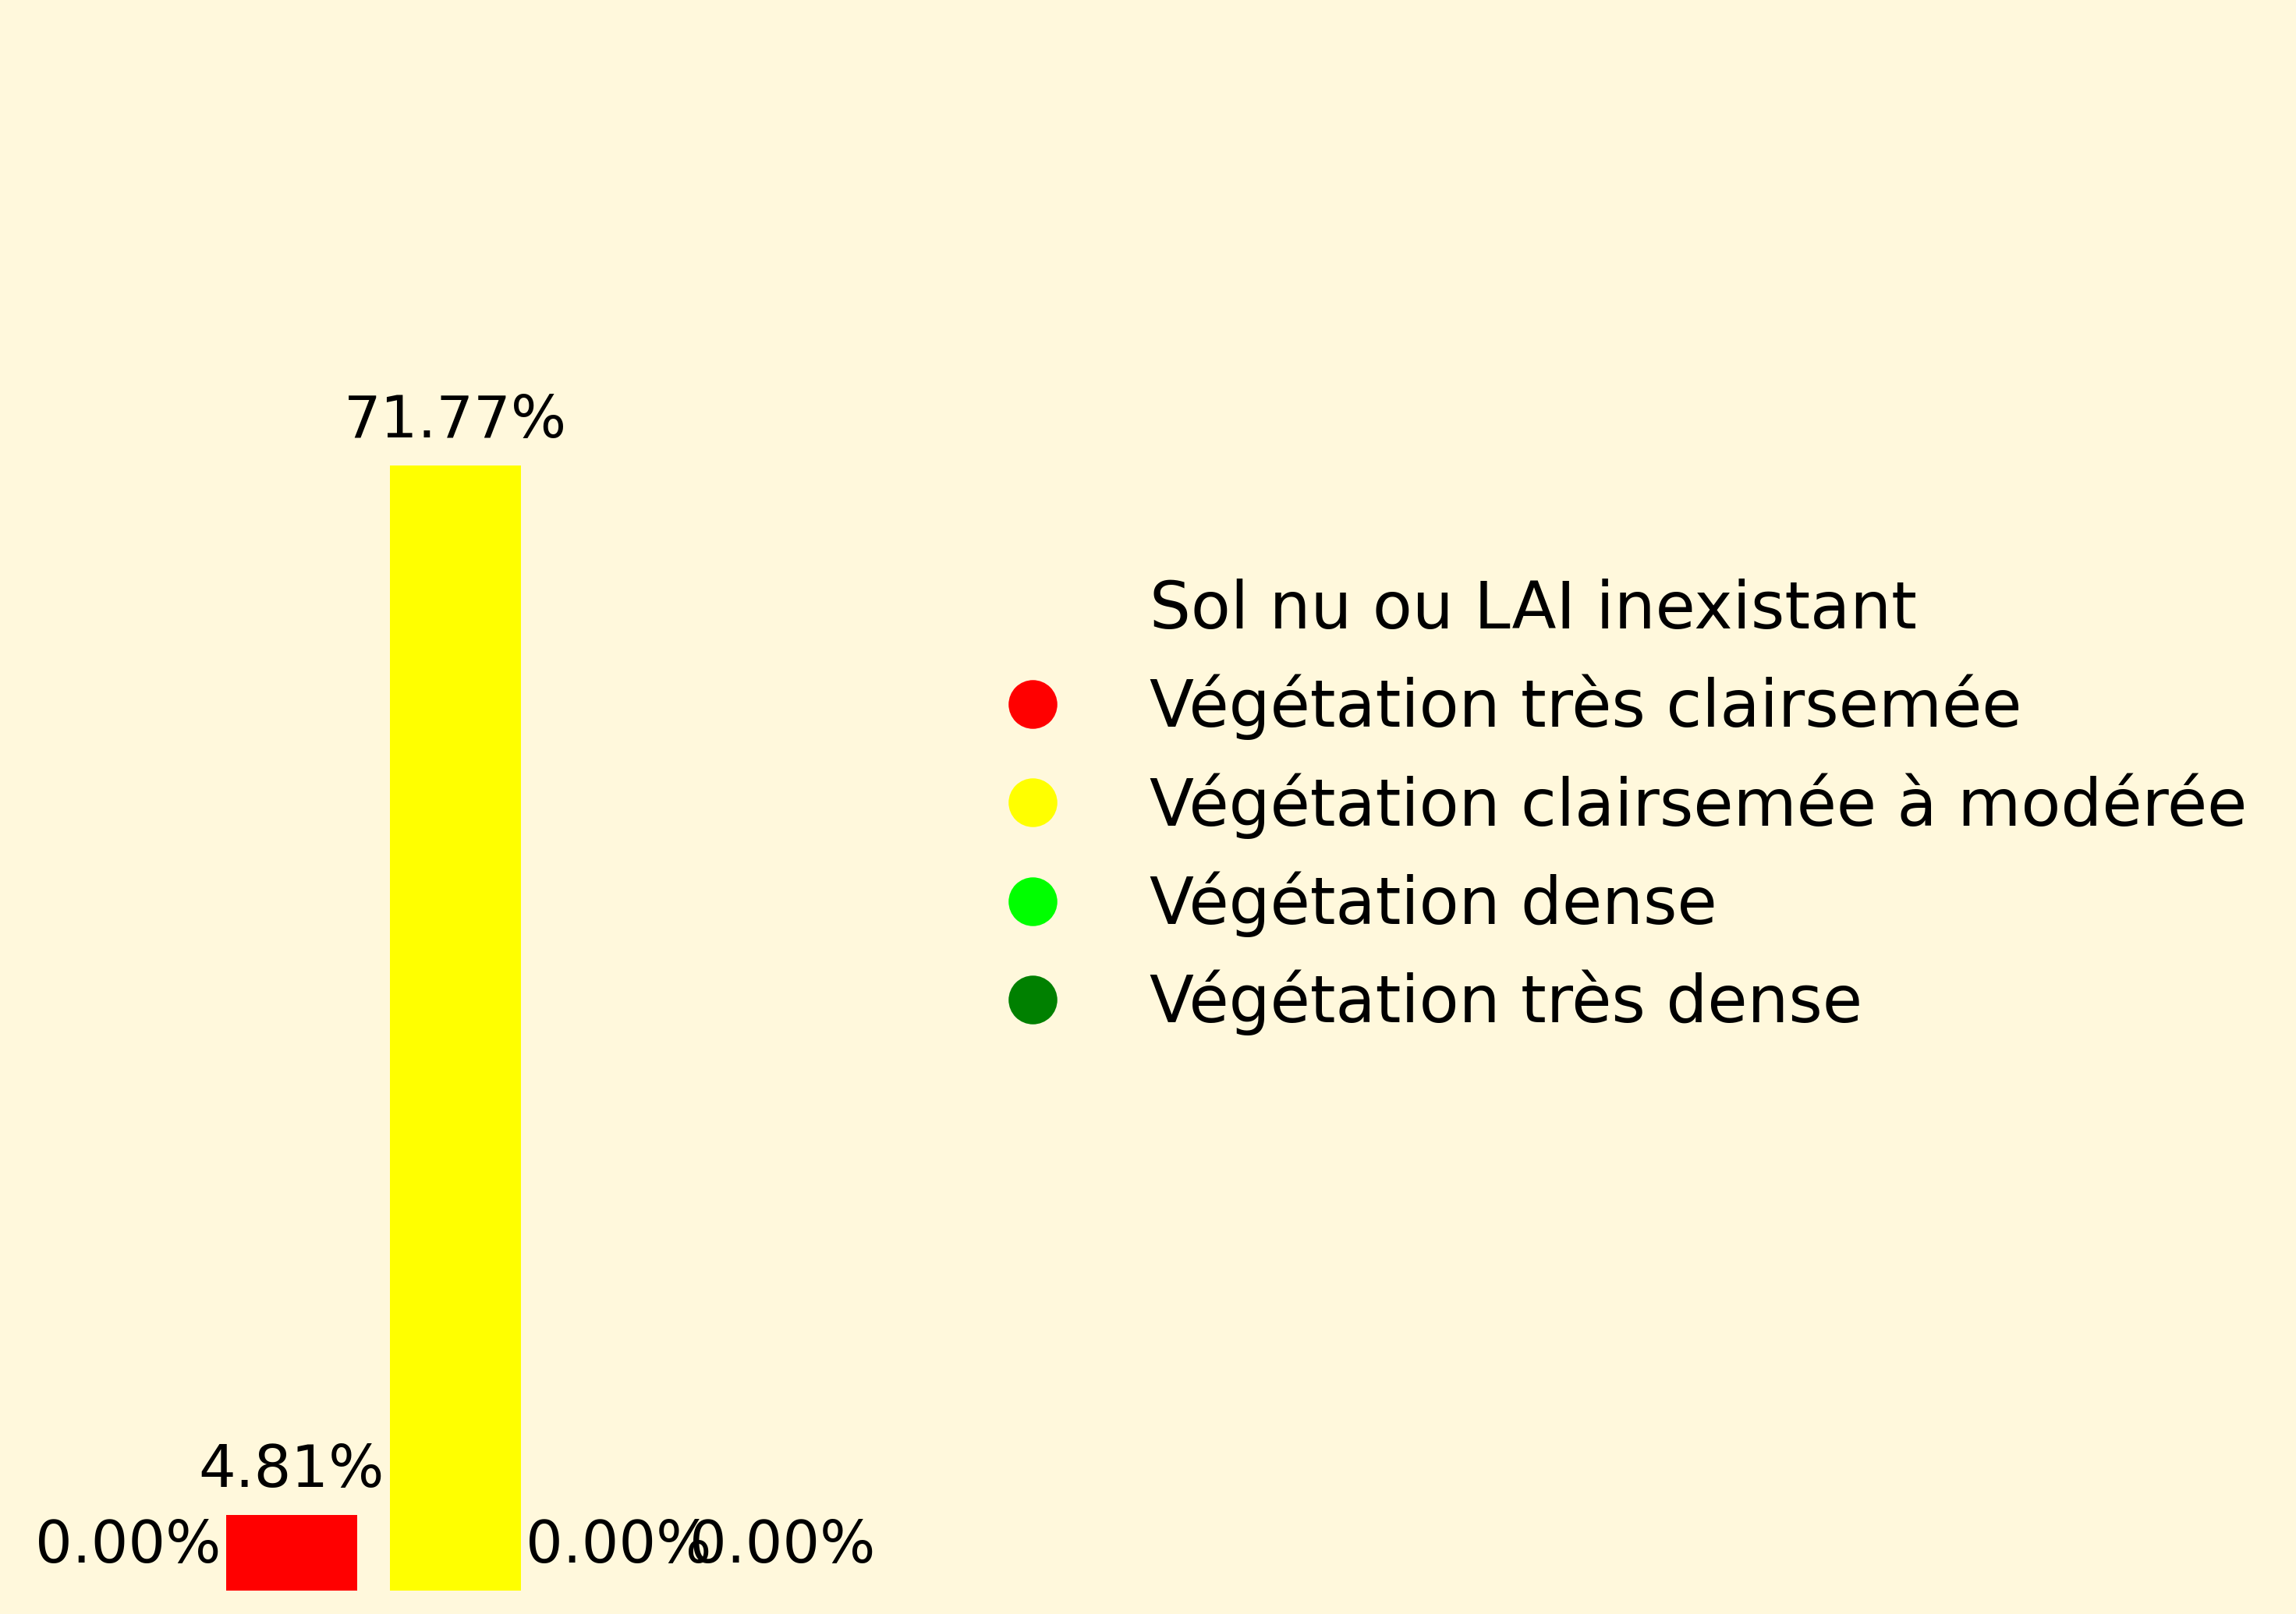 71.77%
Sol nu ou LAI inexistant
Végétation très clairsemée
Végétation clairsemée à modérée
Végétation dense
Végétation très dense
4.81%
0.00% 0.00% 0.00%